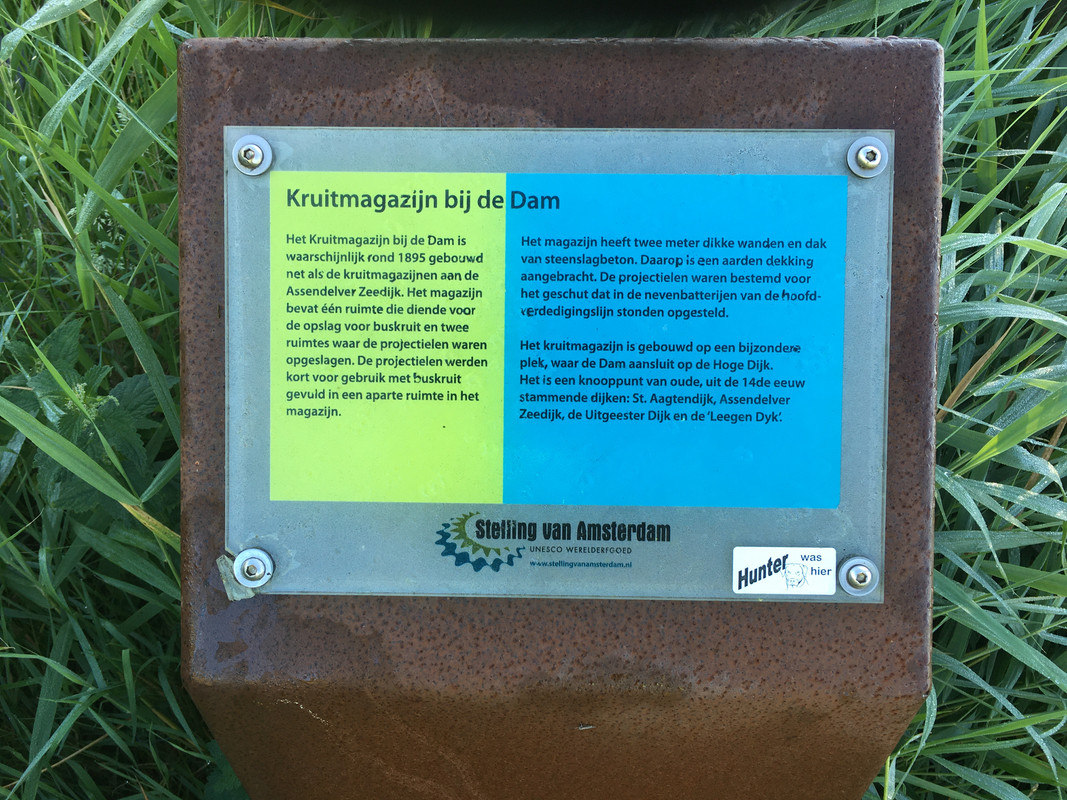 Kruitmagazijn bij de Dam
Het Kruitmagazijn bij de Dam is
waarschijnlijk rond 1895 gebouwd
net als de kruitmagazijnen aan de
Assendelver Zeedijk. Het magazijn
bevat één ruimte die diende voor
de opslag voor buskruit en twee
ruimtes waar de projectielen waren
opgeslagen. De projectielen werden
kort voor gebruik met buskruit
gevuld in een aparte ruimte in het
magazijn.
Het magazijn heeft twee meter dikke wanden en dak
van steenslagbeton. Daarop is een aarden dekking
aangebracht. De projectielen waren bestemd voor
het geschut dat in de nevenbatterijen van de hoofd-
verdedigingslijn stonden opgesteld.
Het kruitmagazijn is gebouwd op een bijzondere
plek, waar de Dam aansluit op de Hoge Dijk.
Het is een knooppunt van oude, uit de 14de eeuw
stammende dijken: St. Aagtendijk, Assendelver
Zeedijk, de Uitgeester Dijk en de ‘Leegen Dyk’.
Stelling van Amsterdam
UNESCO WERELDERFGOED
www.stellingvanamsterdam.nl
Hunter was
hier